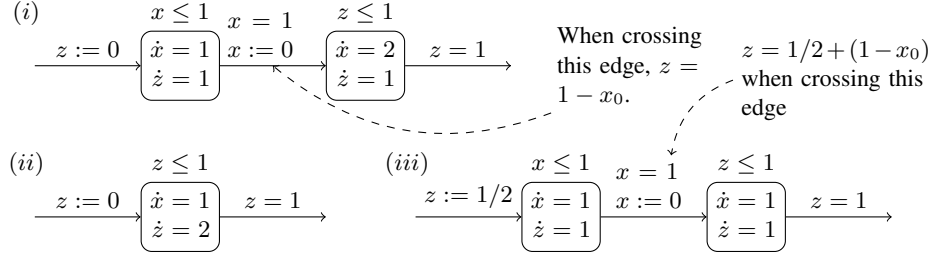 (i)
x ≤ 1
x = 1
z ≤ 1
z := 0
ẋ = 1
ż = 1
x := 0
ẋ = 2
ż = 1
z = 1
When crossing
this edge, z =
1 − x₀.
z = 1/2 + (1−x₀)
when crossing this
edge
(ii)
z ≤ 1
z := 0
ẋ = 1
ż = 2
z = 1
(iii)
x ≤ 1
x = 1
z ≤ 1
z := 1/2
ẋ = 1
ż = 1
x := 0
ẋ = 1
ż = 1
z = 1